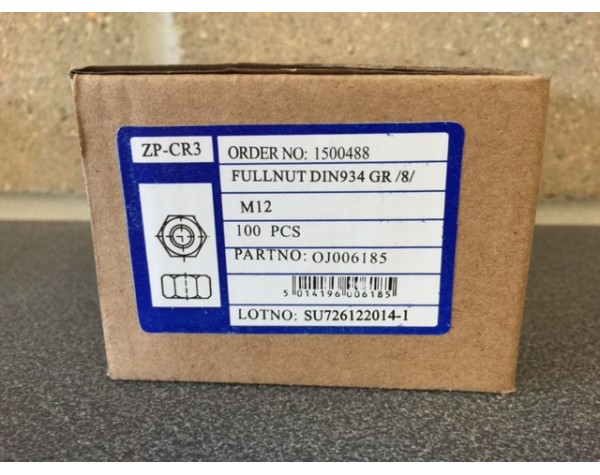 ZP-CR3
ORDER NO: 1500488
FULLNUT DIN934 GR /8/
M12
100 PCS
PARTNO: OJ006185
5 014196 006185
LOTNO: SU726122014-1